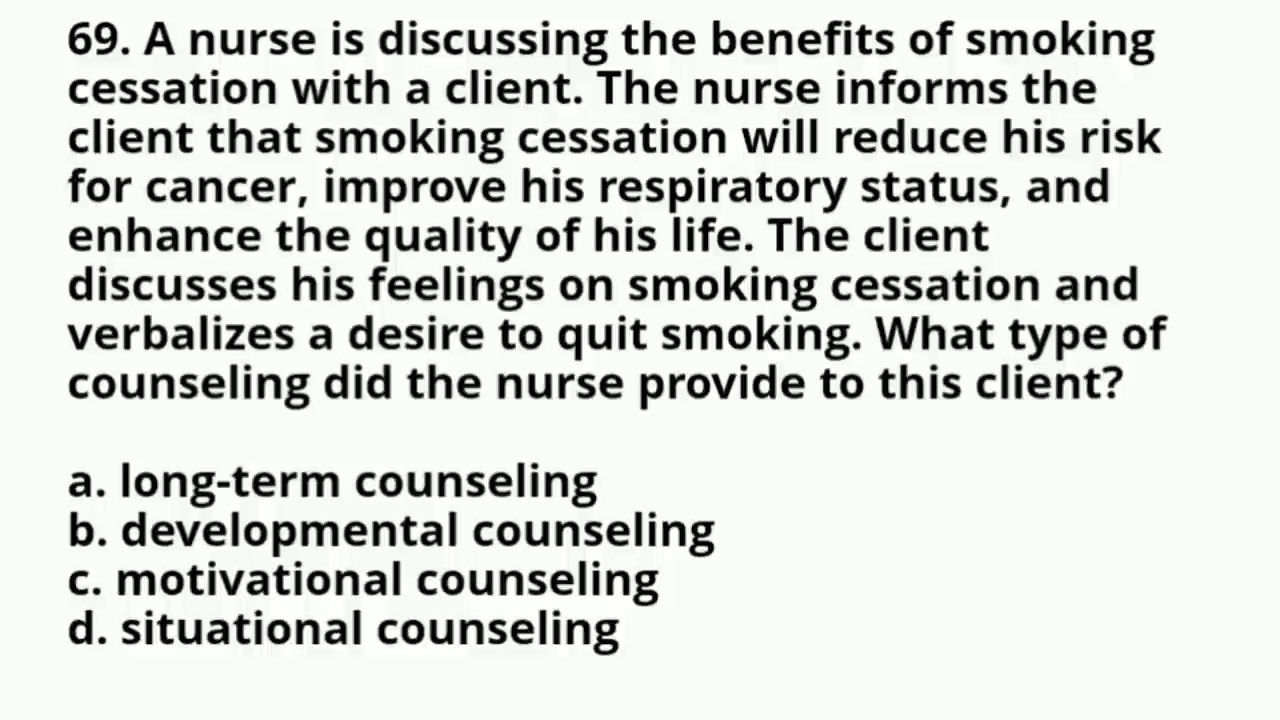 69. A nurse is discussing the benefits of smoking
cessation with a client. The nurse informs the
client that smoking cessation will reduce his risk
for cancer, improve his respiratory status, and
enhance the quality of his life. The client
discusses his feelings on smoking cessation and
verbalizes a desire to quit smoking. What type of
counseling did the nurse provide to this client?
a. long-term counseling
b. developmental counseling
c. motivational counseling
d. situational counseling